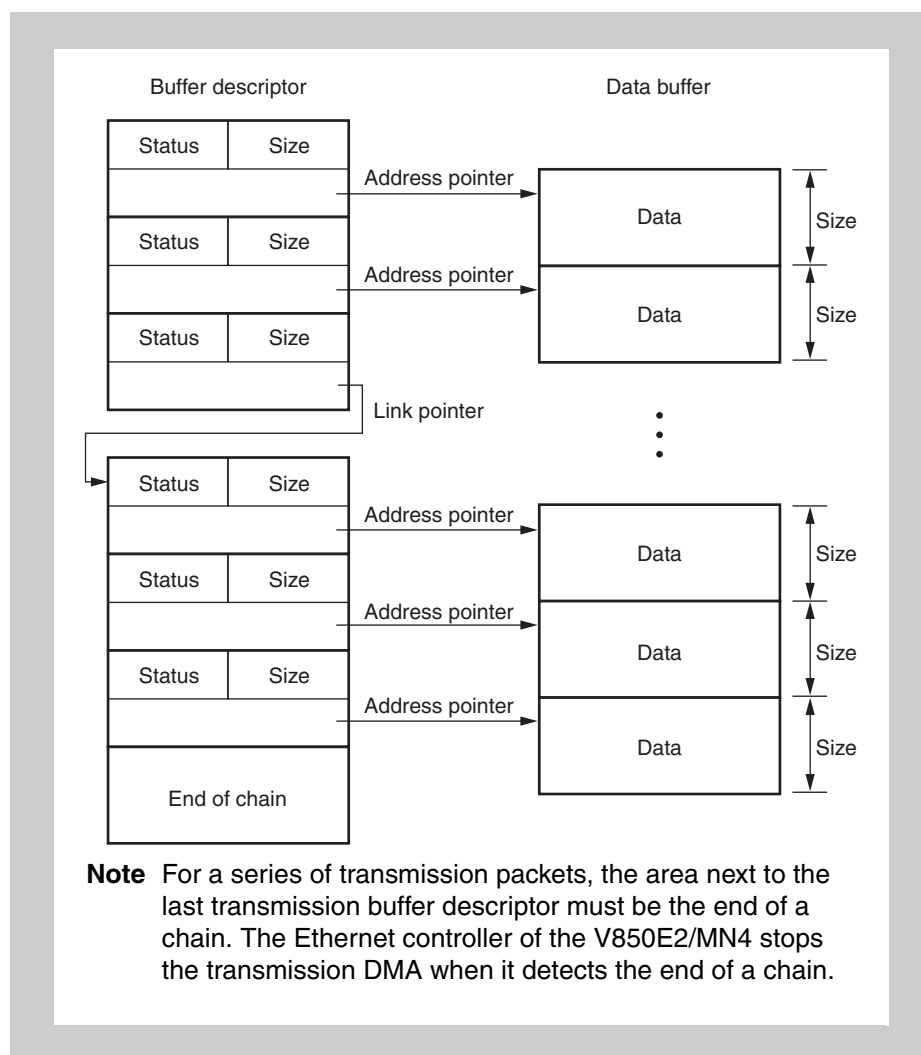 Buffer descriptor Data buffer
Status Size
Address pointer
Data Size
Status Size
Address pointer
Data Size
Status Size
Link pointer
Status Size
Address pointer
Data Size
Status Size
Address pointer
Data Size
Status Size
Address pointer
Data Size
End of chain
Note For a series of transmission packets, the area next to the
last transmission buffer descriptor must be the end of a
chain. The Ethernet controller of the V850E2/MN4 stops
the transmission DMA when it detects the end of a chain.